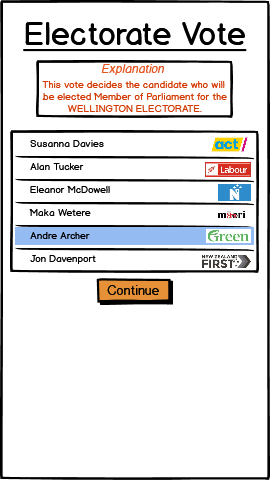 Electorate Vote
Explanation
This vote decides the candidate who will
be elected Member of Parliament for the
WELLINGTON ELECTORATE.
Susanna Davies act
Alan Tucker Labour
Eleanor McDowell N
Maka Wetere māori
Andre Archer Green
Jon Davenport NEW ZEALAND FIRST
Continue